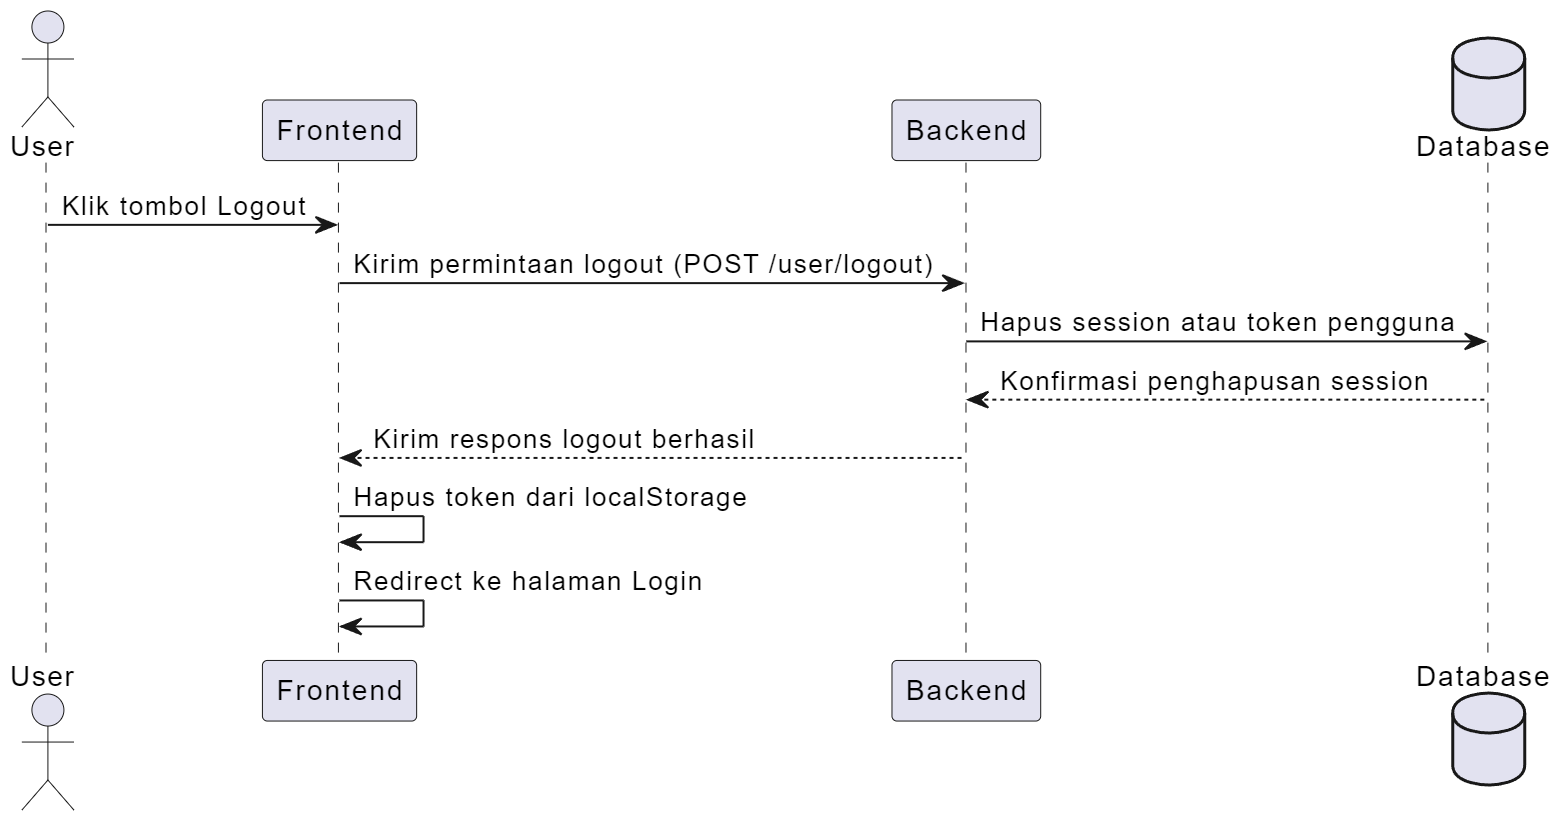 User
Frontend
Backend
Database
Klik tombol Logout
Kirim permintaan logout (POST /user/logout)
Hapus session atau token pengguna
Konfirmasi penghapusan session
Kirim respons logout berhasil
Hapus token dari localStorage
Redirect ke halaman Login
User
Frontend
Backend
Database